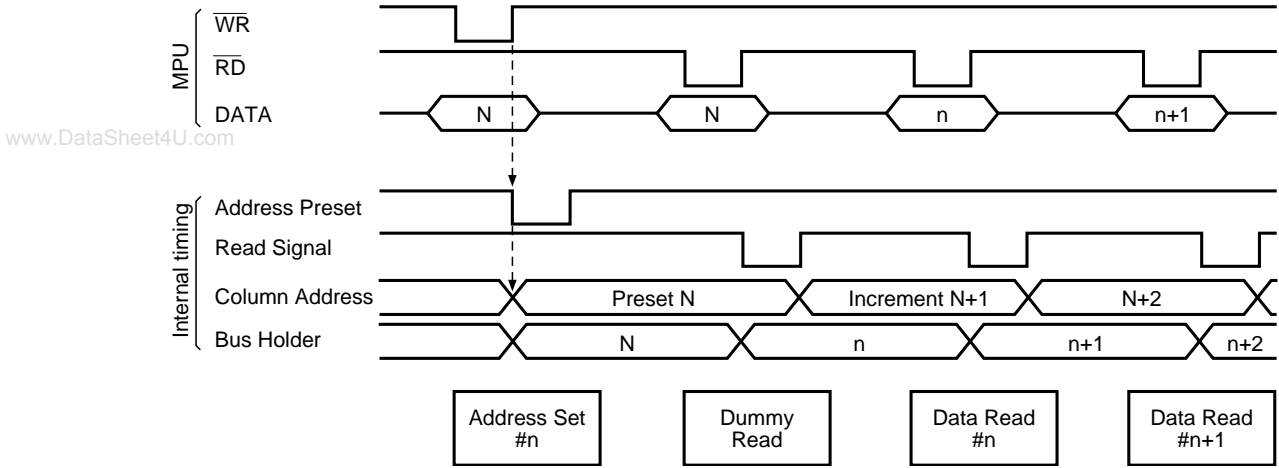 MPU
WR
RD
DATA
N
N
n
n+1
www.DataSheet4U.com
Internal timing
Address Preset
Read Signal
Column Address
Preset N
Increment N+1
N+2
Bus Holder
N
n
n+1
n+2
Address Set
#n
Dummy
Read
Data Read
#n
Data Read
#n+1